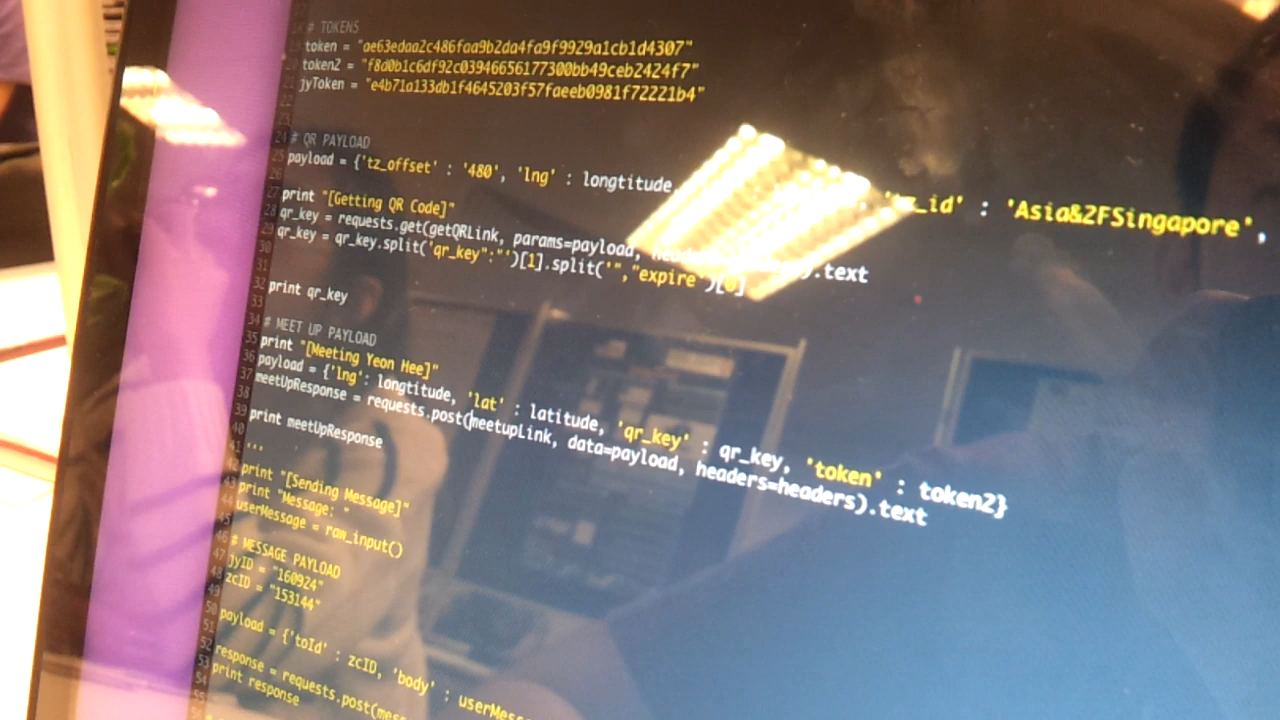 # TOKENS
token = "ae63edaa2c486faa9b2da4fa9f9929a1cb1d4307"
token2 = "f8d0b1c6df92c03946656177300bb49ceb2424f7"
jyToken = "e4b71a133db1f4645203f57faeeb0981f72221b4"
# QR PAYLOAD
payload = {'tz_offset' : '480', 'lng' : longtitude, 'tz_id' : 'Asia&2FSingapore',
print "[Getting QR Code]"
qr_key = requests.get(getQRLink, params=payload, headers ).text
qr_key = qr_key.split('qr_key":"')[1].split('","expire')[0]
print qr_key
# MEET UP PAYLOAD
print "[Meeting Yeon Hee]"
payload = {'lng': longtitude, 'lat' : latitude, 'qr_key' : qr_key, 'token' : token2}
meetUpResponse = requests.post(meetupLink, data=payload, headers=headers).text
print meetUpResponse
'''
print "[Sending Message]"
print "Message: "
userMessage = raw_input()
# MESSAGE PAYLOAD
jyID = "160924"
zcID = "153144"
payload = {'toId' : zcID, 'body' : userMess
response = requests.post(mes
print response